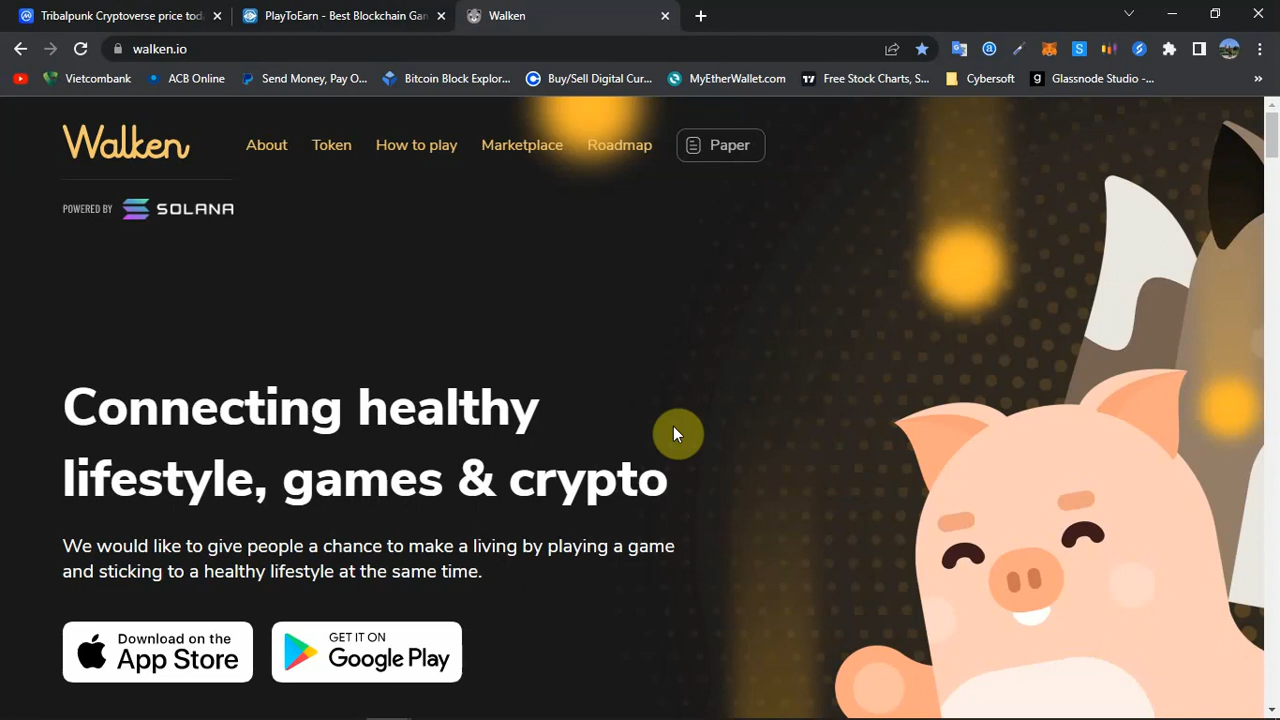 Tribalpunk Cryptoverse price tod
PlayToEarn - Best Blockchain Gan
Walken
walken.io
Vietcombank
ACB Online
Send Money, Pay O...
Bitcoin Block Explor...
Buy/Sell Digital Cur...
MyEtherWallet.com
Free Stock Charts, S...
Cybersoft
Glassnode Studio -...
Walken
About
Token
How to play
Marketplace
Roadmap
Paper
POWERED BY
SOLANA
Connecting healthy
lifestyle, games & crypto
We would like to give people a chance to make a living by playing a game
and sticking to a healthy lifestyle at the same time.
Download on the
App Store
GET IT ON
Google Play